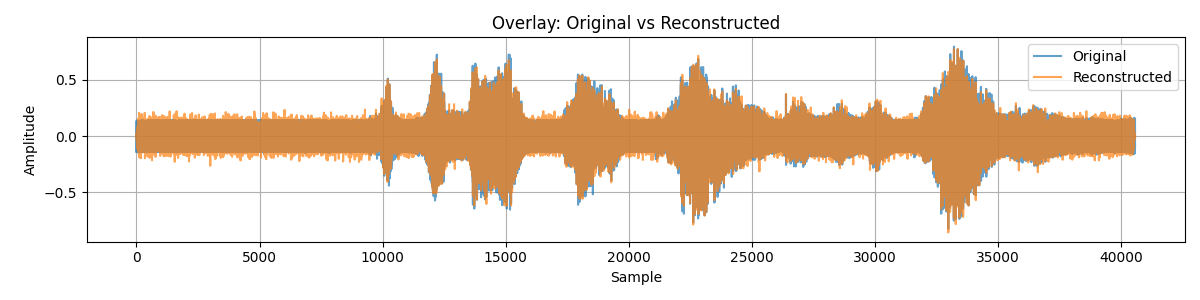 Overlay: Original vs Reconstructed
Original
Reconstructed
Amplitude
0.5
0.0
−0.5
0 5000 10000 15000 20000 25000 30000 35000 40000
Sample